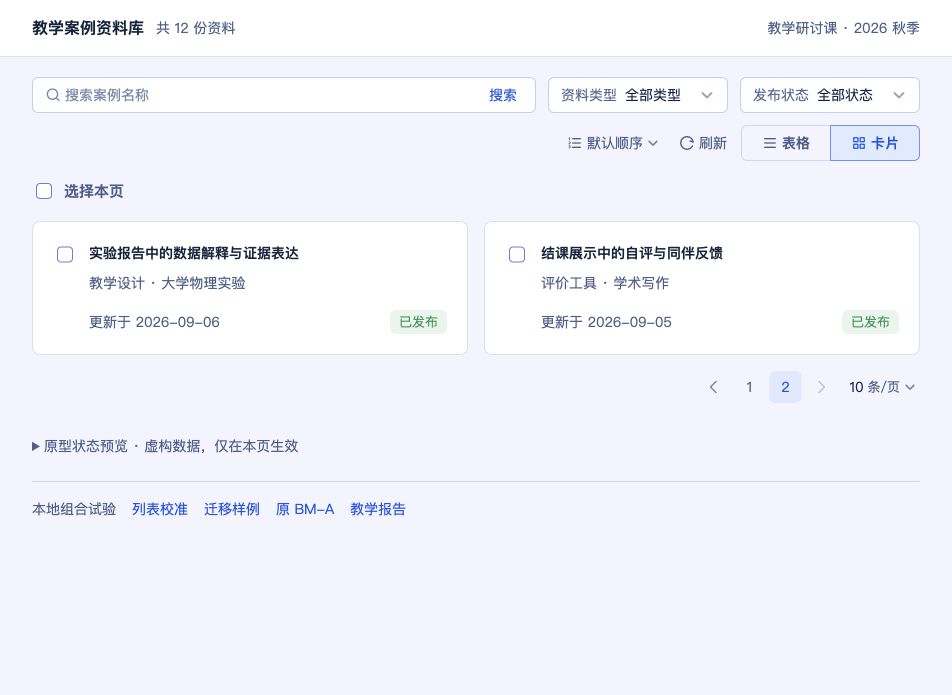 教学案例资料库 共 12 份资料 教学研讨课 · 2026 秋季
搜索案例名称 搜索 资料类型 全部类型 发布状态 全部状态
默认顺序 刷新 表格 卡片
选择本页
实验报告中的数据解释与证据表达
教学设计 · 大学物理实验
更新于 2026-09-06 已发布
结课展示中的自评与同伴反馈
评价工具 · 学术写作
更新于 2026-09-05 已发布
1 2 10 条/页
原型状态预览 · 虚构数据，仅在本页生效
本地组合试验 列表校准 迁移样例 原 BM-A 教学报告